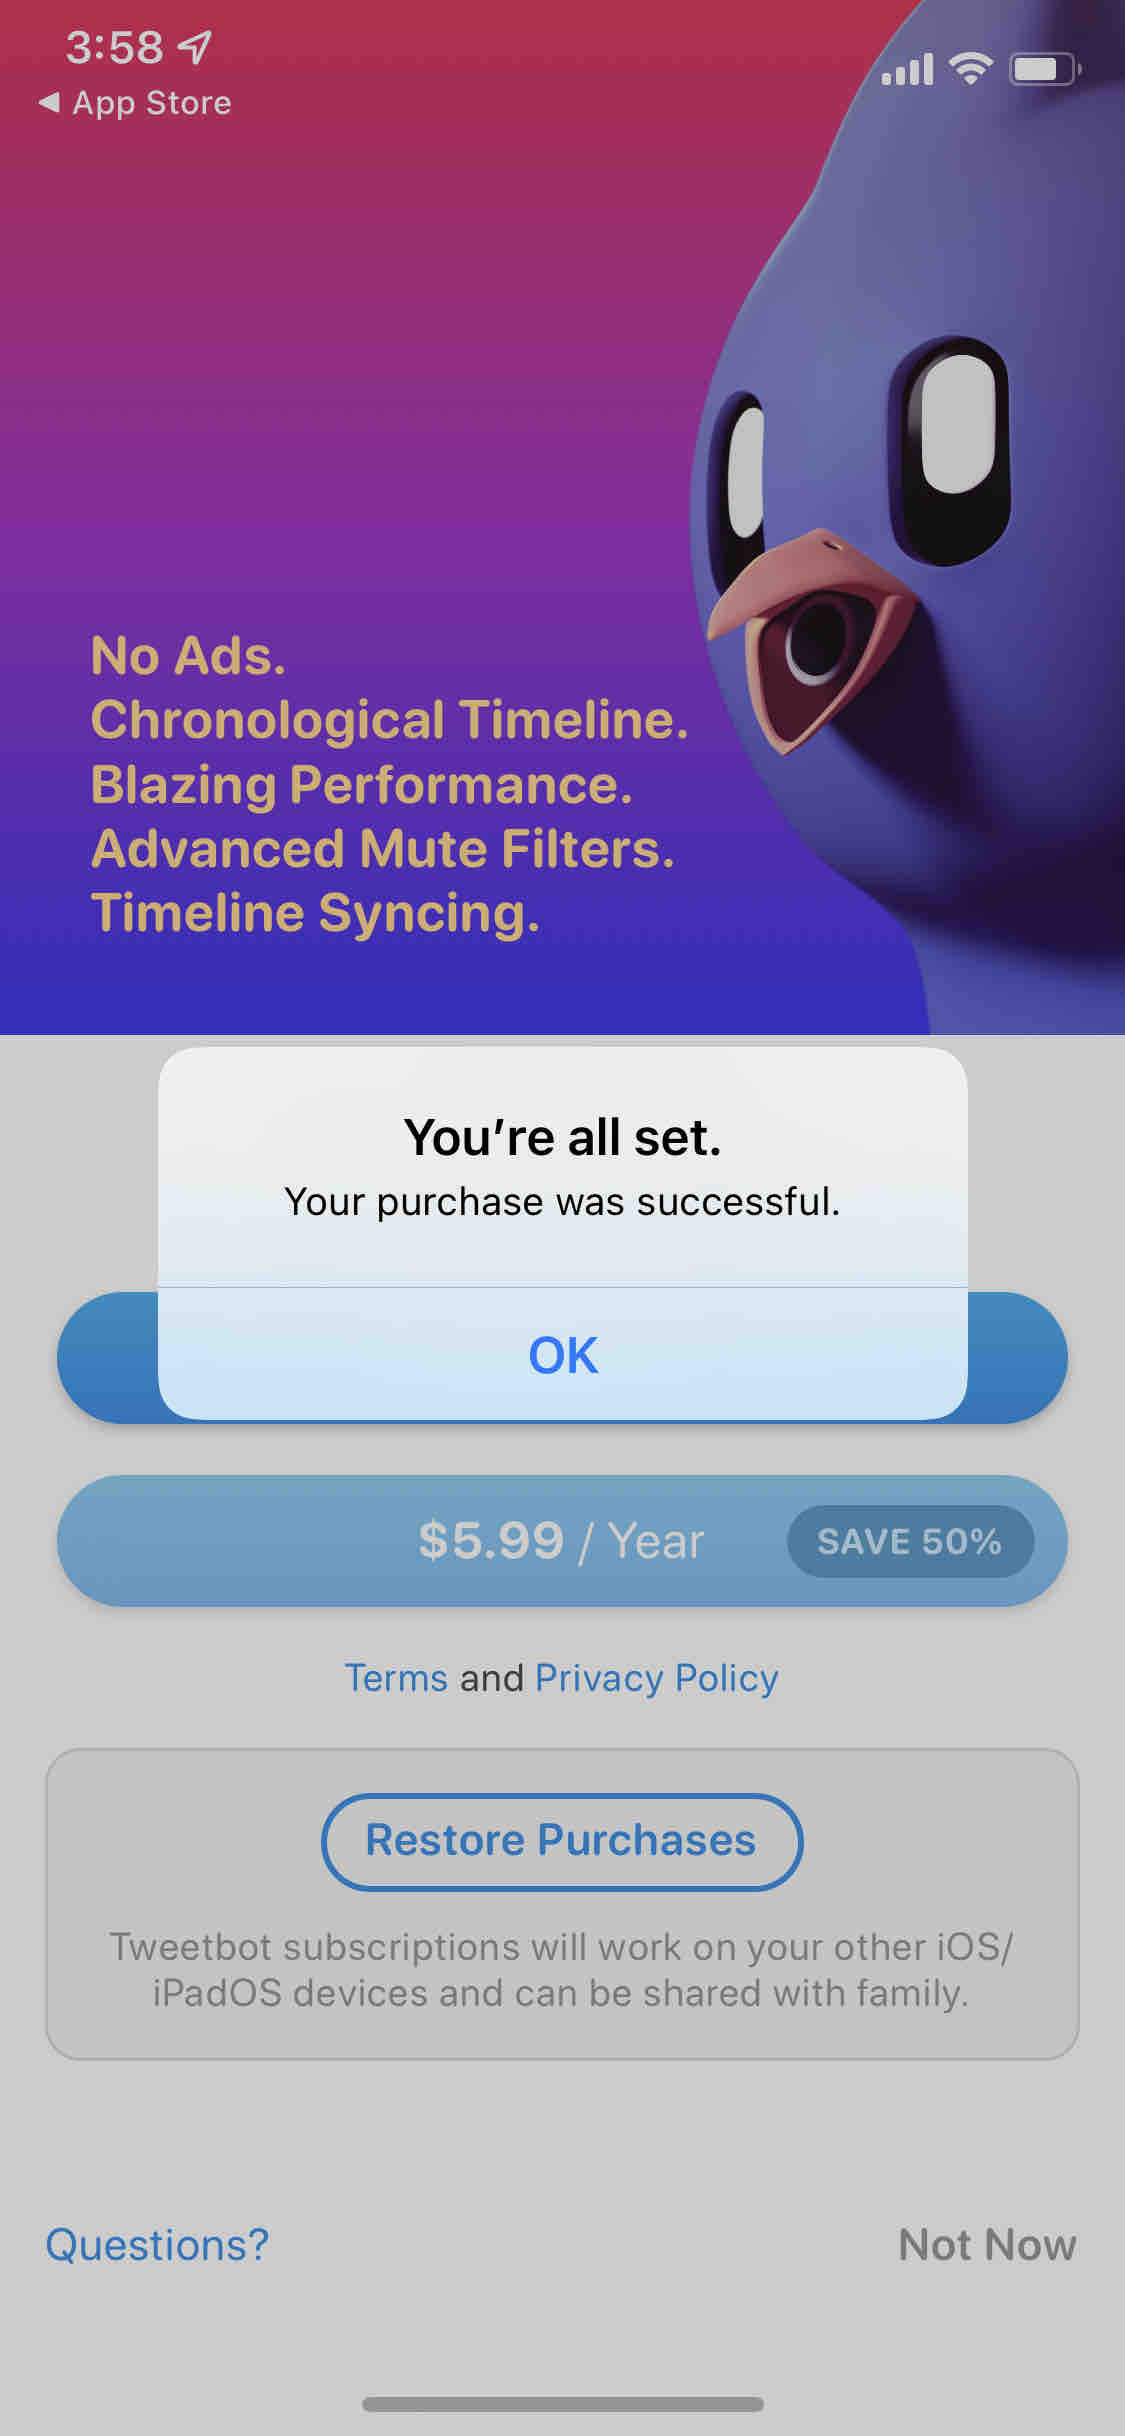 3:58
◀ App Store
No Ads.
Chronological Timeline.
Blazing Performance.
Advanced Mute Filters.
Timeline Syncing.
You're all set.
Your purchase was successful.
OK
$5.99 / Year
SAVE 50%
Terms and Privacy Policy
Restore Purchases
Tweetbot subscriptions will work on your other iOS/
iPadOS devices and can be shared with family.
Questions?
Not Now